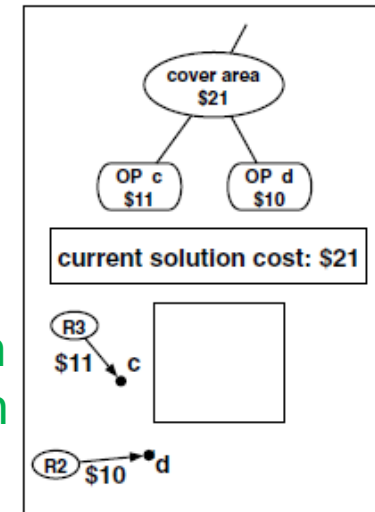 cover area
$21
OP c
$11
OP d
$10
current solution cost: $21
R3
$11
c
R2
$10
d